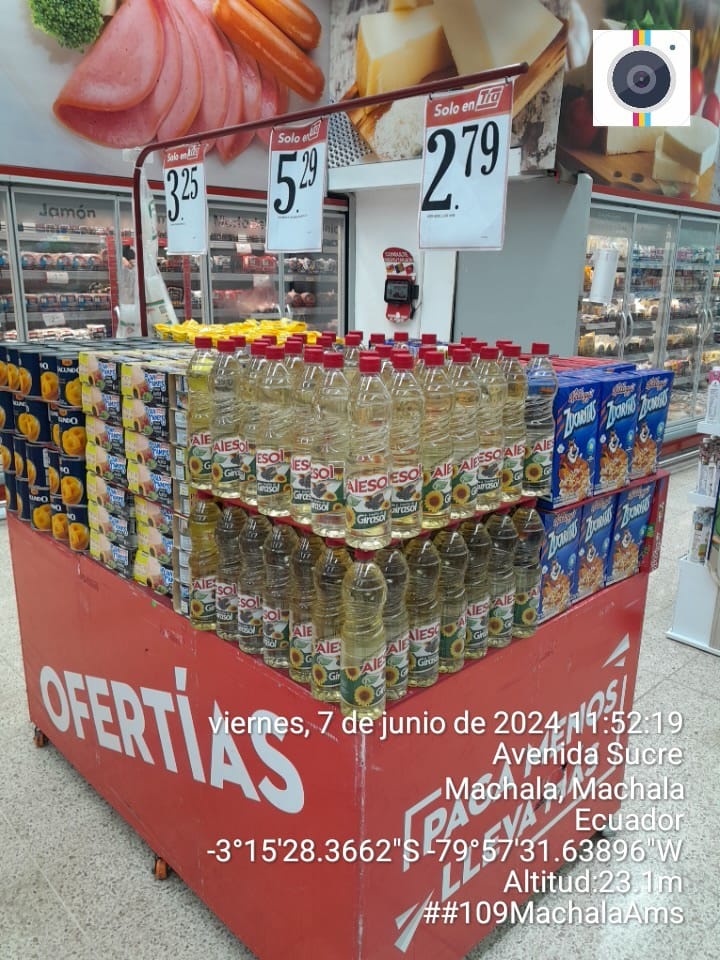 Solo en Tía
2.79
Solo en Tía
5.29
Solo en Tía
3.25
Jamón
CONSULTE
Kellogg's
ZUCARITAS
ALESOL
Girasol
OFERTÍAS
PAGA MENOS
LLEVA MÁS
viernes, 7 de junio de 2024 11:52:19
Avenida Sucre
Machala, Machala
Ecuador
-3°15'28.3662"S -79°57'31.63896"W
Altitud:23.1m
##109MachalaAms